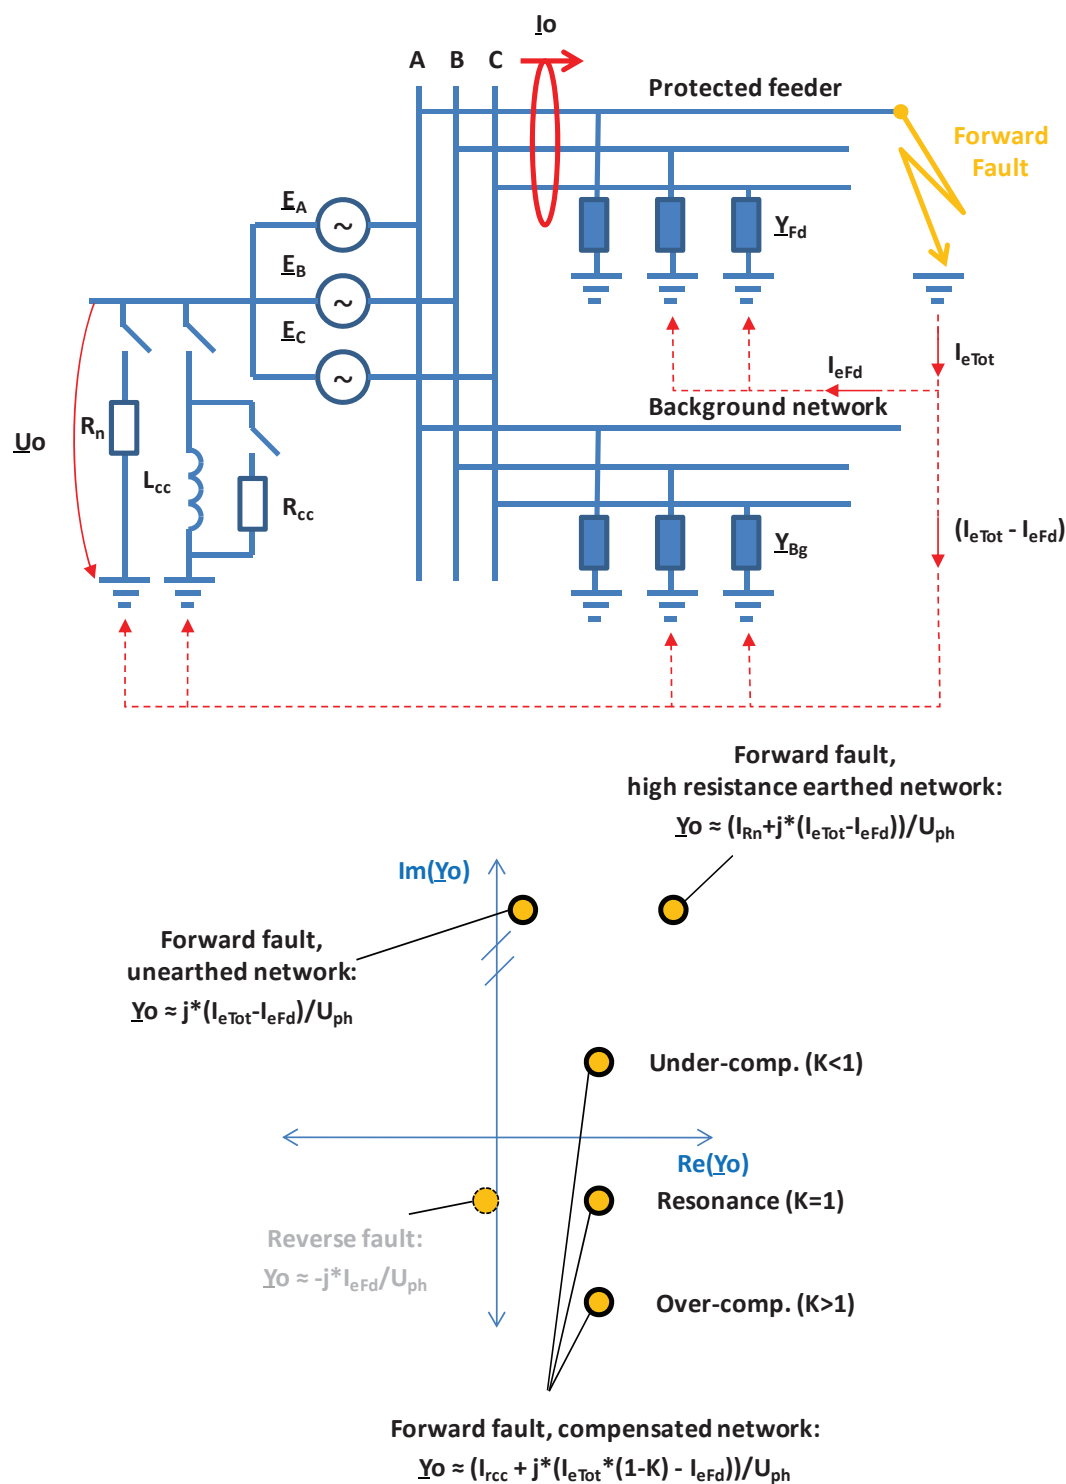 Io
A B C
Protected feeder
Forward
Fault
EA
YFd
EB
EC
IeTot
IeFd
Background network
Rn
Uo
Lcc
Rcc
(IeTot - IeFd)
YBg
~
~
~
Forward fault,
high resistance earthed network:
Yo ≈ (IRn+j*(IeTot-IeFd))/Uph
Im(Yo)
Forward fault,
unearthed network:
Yo ≈ j*(IeTot-IeFd)/Uph
Under-comp. (K<1)
Re(Yo)
Resonance (K=1)
Reverse fault:
Yo ≈ -j*IeFd/Uph
Over-comp. (K>1)
Forward fault, compensated network:
Yo ≈ (Ircc + j*(IeTot*(1-K) - IeFd))/Uph